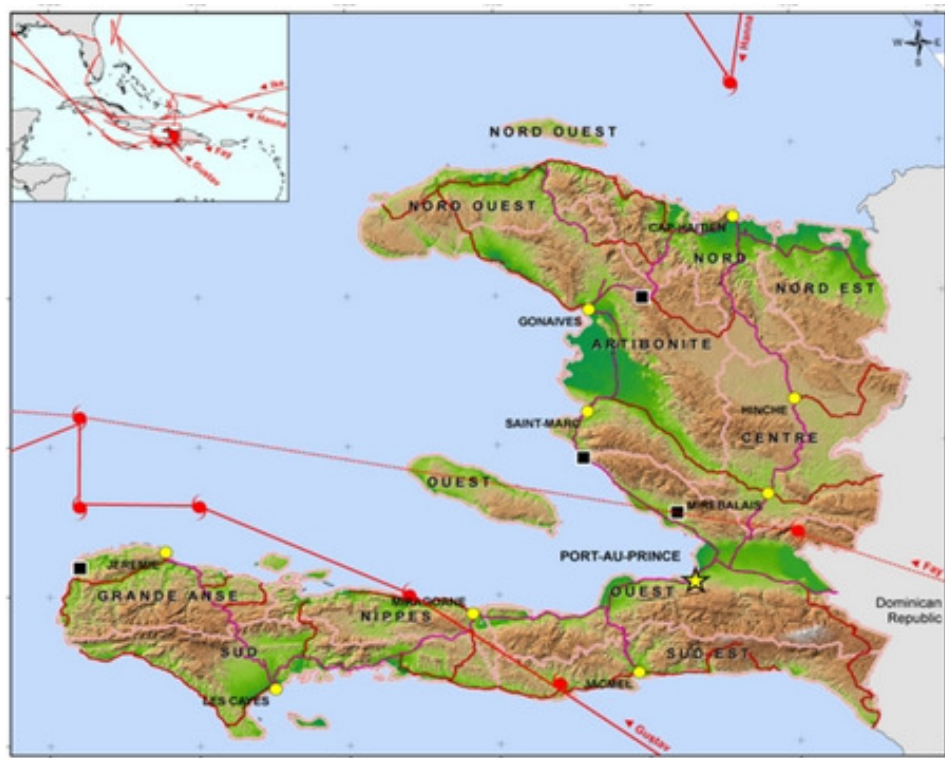 Ike
Hanna
Fay
Gustav
Hanna
N
W E
S
NORD OUEST
NORD OUEST
CAP-HAITIEN
NORD
NORD EST
GONAIVES
ARTIBONITE
HINCHE
SAINT-MARC
CENTRE
OUEST
MIREBALAIS
PORT-AU-PRINCE
Fay
JEREMIE
GRANDE ANSE
OUEST
Dominican
Republic
NIPPES
SUD
SUD EST
LES CAYES
JACMEL
Gustav